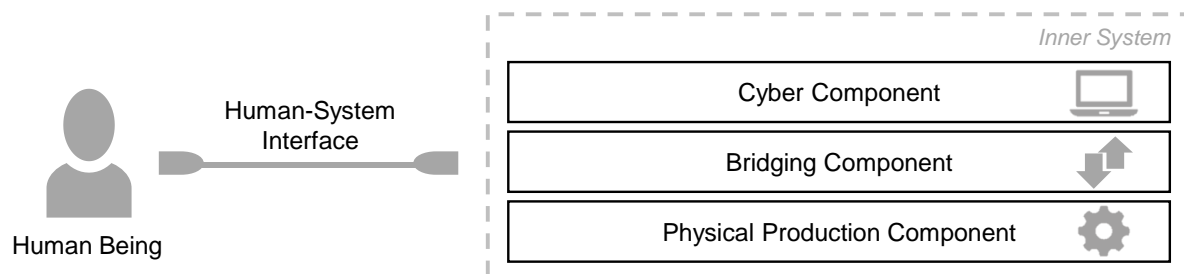 Inner System
Cyber Component
Human-System
Interface
Bridging Component
Physical Production Component
Human Being